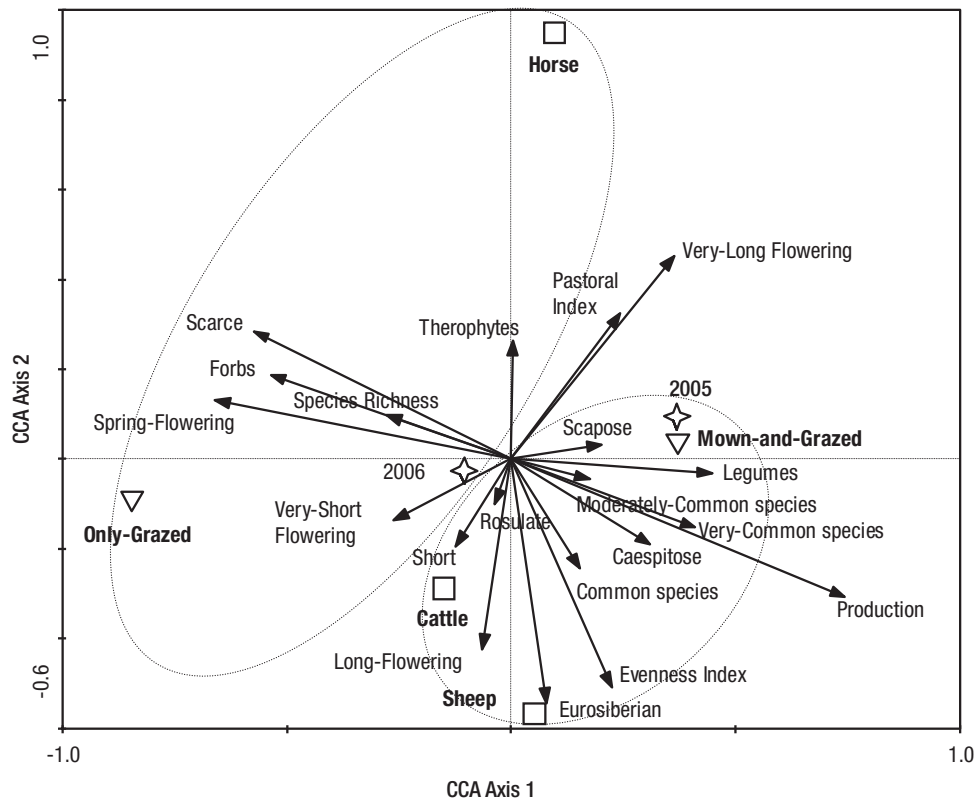 1.0
Horse
Very-Long Flowering
Pastoral
Index
Therophytes
Scarce
Forbs
Species Richness
Spring-Flowering
2005
Scapose
Mown-and-Grazed
CCA Axis 2
2006
Legumes
Very-Short
Flowering
Only-Grazed
Rosulate
Moderately-Common species
Very-Common species
Short
Caespitose
Common species
Cattle
Production
Long-Flowering
Evenness Index
Sheep
Eurosiberian
-0.6
-1.0
1.0
CCA Axis 1